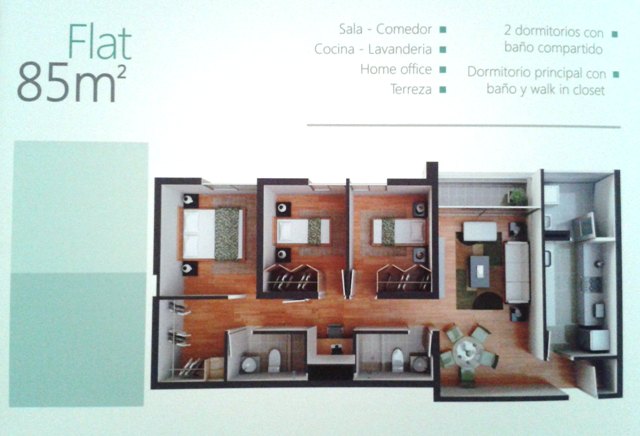 Flat
85m²
Sala - Comedor
Cocina - Lavanderia
Home office
Terreza
2 dormitorios con
baño compartido
Dormitorio principal con
baño y walk in closet